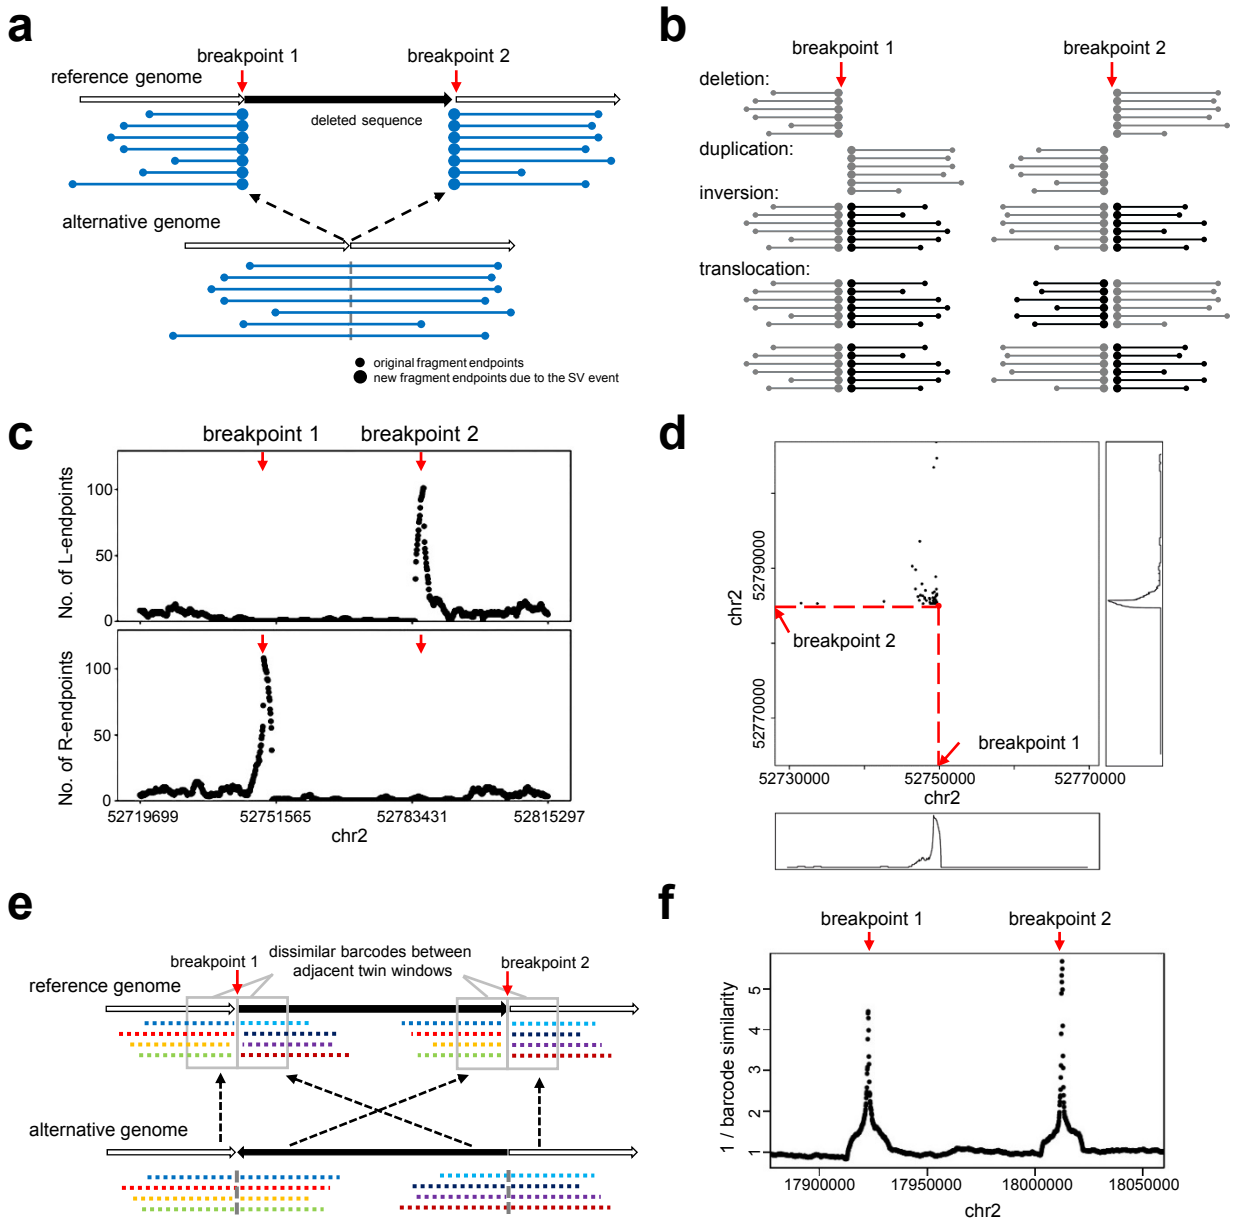 a
breakpoint 1
breakpoint 2
reference genome
deleted sequence
alternative genome
original fragment endpoints
new fragment endpoints due to the SV event
b
breakpoint 1
breakpoint 2
deletion:
duplication:
inversion:
translocation:
c
breakpoint 1
breakpoint 2
No. of L-endpoints
100
50
0
No. of R-endpoints
100
50
0
52719699
52751565
52783431
52815297
chr2
d
chr2
52790000
52770000
breakpoint 2
breakpoint 1
52730000
52750000
52770000
chr2
e
dissimilar barcodes between
adjacent twin windows
breakpoint 1
breakpoint 2
reference genome
alternative genome
f
breakpoint 1
breakpoint 2
1 / barcode similarity
5
4
3
2
1
17900000
17950000
18000000
18050000
chr2